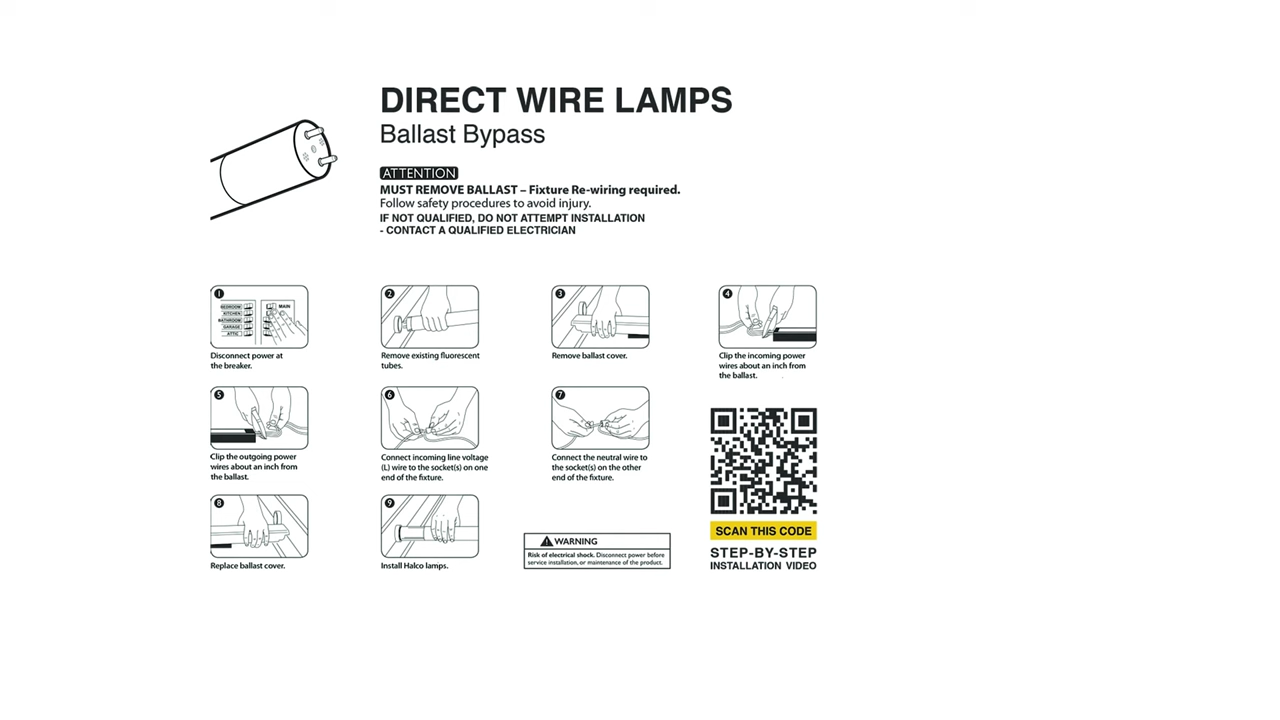 DIRECT WIRE LAMPS
Ballast Bypass
ATTENTION
MUST REMOVE BALLAST – Fixture Re-wiring required.
Follow safety procedures to avoid injury.
IF NOT QUALIFIED, DO NOT ATTEMPT INSTALLATION
- CONTACT A QUALIFIED ELECTRICIAN
1
BEDROOM
KITCHEN
BATHROOM
GARAGE
ATTIC
MAIN
Disconnect power at
the breaker.
2
Remove existing fluorescent
tubes.
3
Remove ballast cover.
4
Clip the incoming power
wires about an inch from
the ballast.
5
Clip the outgoing power
wires about an inch from
the ballast.
6
Connect incoming line voltage
(L) wire to the socket(s) on one
end of the fixture.
7
Connect the neutral wire to
the socket(s) on the other
end of the fixture.
8
Replace ballast cover.
9
Install Halco lamps.
WARNING
Risk of electrical shock. Disconnect power before
service installation, or maintenance of the product.
SCAN THIS CODE
STEP-BY-STEP
INSTALLATION VIDEO